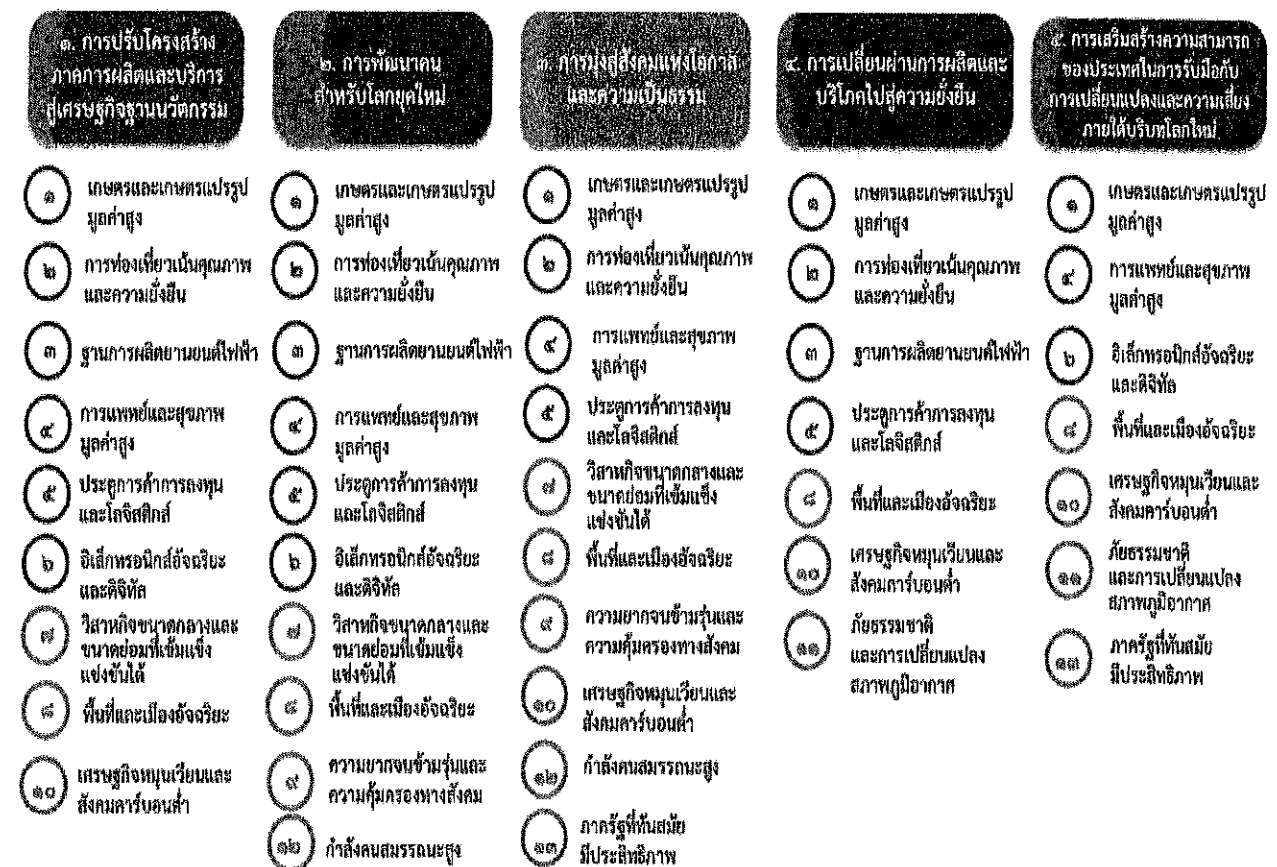 ๑. การปรับโครงสร้าง
ภาคการผลิตและบริการ
สู่เศรษฐกิจฐานนวัตกรรม
๑
เกษตรและเกษตรแปรรูป
มูลค่าสูง
๒
การท่องเที่ยวเน้นคุณภาพ
และความยั่งยืน
๓
ฐานการผลิตยานยนต์ไฟฟ้า
๔
การแพทย์และสุขภาพ
มูลค่าสูง
๕
ประตูการค้าการลงทุน
และโลจิสติกส์
๖
อิเล็กทรอนิกส์อัจฉริยะ
และดิจิทัล
๗
วิสาหกิจขนาดกลางและ
ขนาดย่อมที่เข้มแข็ง
แข่งขันได้
๘
พื้นที่และเมืองอัจฉริยะ
๑๐
เศรษฐกิจหมุนเวียนและ
สังคมคาร์บอนต่ำ
๒. การพัฒนาคน
สำหรับโลกยุคใหม่
๑
เกษตรและเกษตรแปรรูป
มูลค่าสูง
๒
การท่องเที่ยวเน้นคุณภาพ
และความยั่งยืน
๓
ฐานการผลิตยานยนต์ไฟฟ้า
๔
การแพทย์และสุขภาพ
มูลค่าสูง
๕
ประตูการค้าการลงทุน
และโลจิสติกส์
๖
อิเล็กทรอนิกส์อัจฉริยะ
และดิจิทัล
๗
วิสาหกิจขนาดกลางและ
ขนาดย่อมที่เข้มแข็ง
แข่งขันได้
๘
พื้นที่และเมืองอัจฉริยะ
๙
ความยากจนข้ามรุ่นและ
ความคุ้มครองทางสังคม
๑๒
กำลังคนสมรรถนะสูง
๓. การมุ่งสู่สังคมแห่งโอกาส
และความเป็นธรรม
๑
เกษตรและเกษตรแปรรูป
มูลค่าสูง
๒
การท่องเที่ยวเน้นคุณภาพ
และความยั่งยืน
๔
การแพทย์และสุขภาพ
มูลค่าสูง
๕
ประตูการค้าการลงทุน
และโลจิสติกส์
๗
วิสาหกิจขนาดกลางและ
ขนาดย่อมที่เข้มแข็ง
แข่งขันได้
๘
พื้นที่และเมืองอัจฉริยะ
๙
ความยากจนข้ามรุ่นและ
ความคุ้มครองทางสังคม
๑๐
เศรษฐกิจหมุนเวียนและ
สังคมคาร์บอนต่ำ
๑๒
กำลังคนสมรรถนะสูง
๑๓
ภาครัฐที่ทันสมัย
มีประสิทธิภาพ
๔. การเปลี่ยนผ่านการผลิตและ
บริโภคไปสู่ความยั่งยืน
๑
เกษตรและเกษตรแปรรูป
มูลค่าสูง
๒
การท่องเที่ยวเน้นคุณภาพ
และความยั่งยืน
๓
ฐานการผลิตยานยนต์ไฟฟ้า
๕
ประตูการค้าการลงทุน
และโลจิสติกส์
๘
พื้นที่และเมืองอัจฉริยะ
๑๐
เศรษฐกิจหมุนเวียนและ
สังคมคาร์บอนต่ำ
๑๑
ภัยธรรมชาติ
และการเปลี่ยนแปลง
สภาพภูมิอากาศ
๕. การเสริมสร้างความสามารถ
ของประเทศในการรับมือกับ
การเปลี่ยนแปลงและความเสี่ยง
ภายใต้บริบทโลกใหม่
๑
เกษตรและเกษตรแปรรูป
มูลค่าสูง
๔
การแพทย์และสุขภาพ
มูลค่าสูง
๖
อิเล็กทรอนิกส์อัจฉริยะ
และดิจิทัล
๘
พื้นที่และเมืองอัจฉริยะ
๑๐
เศรษฐกิจหมุนเวียนและ
สังคมคาร์บอนต่ำ
๑๑
ภัยธรรมชาติ
และการเปลี่ยนแปลง
สภาพภูมิอากาศ
๑๓
ภาครัฐที่ทันสมัย
มีประสิทธิภาพ